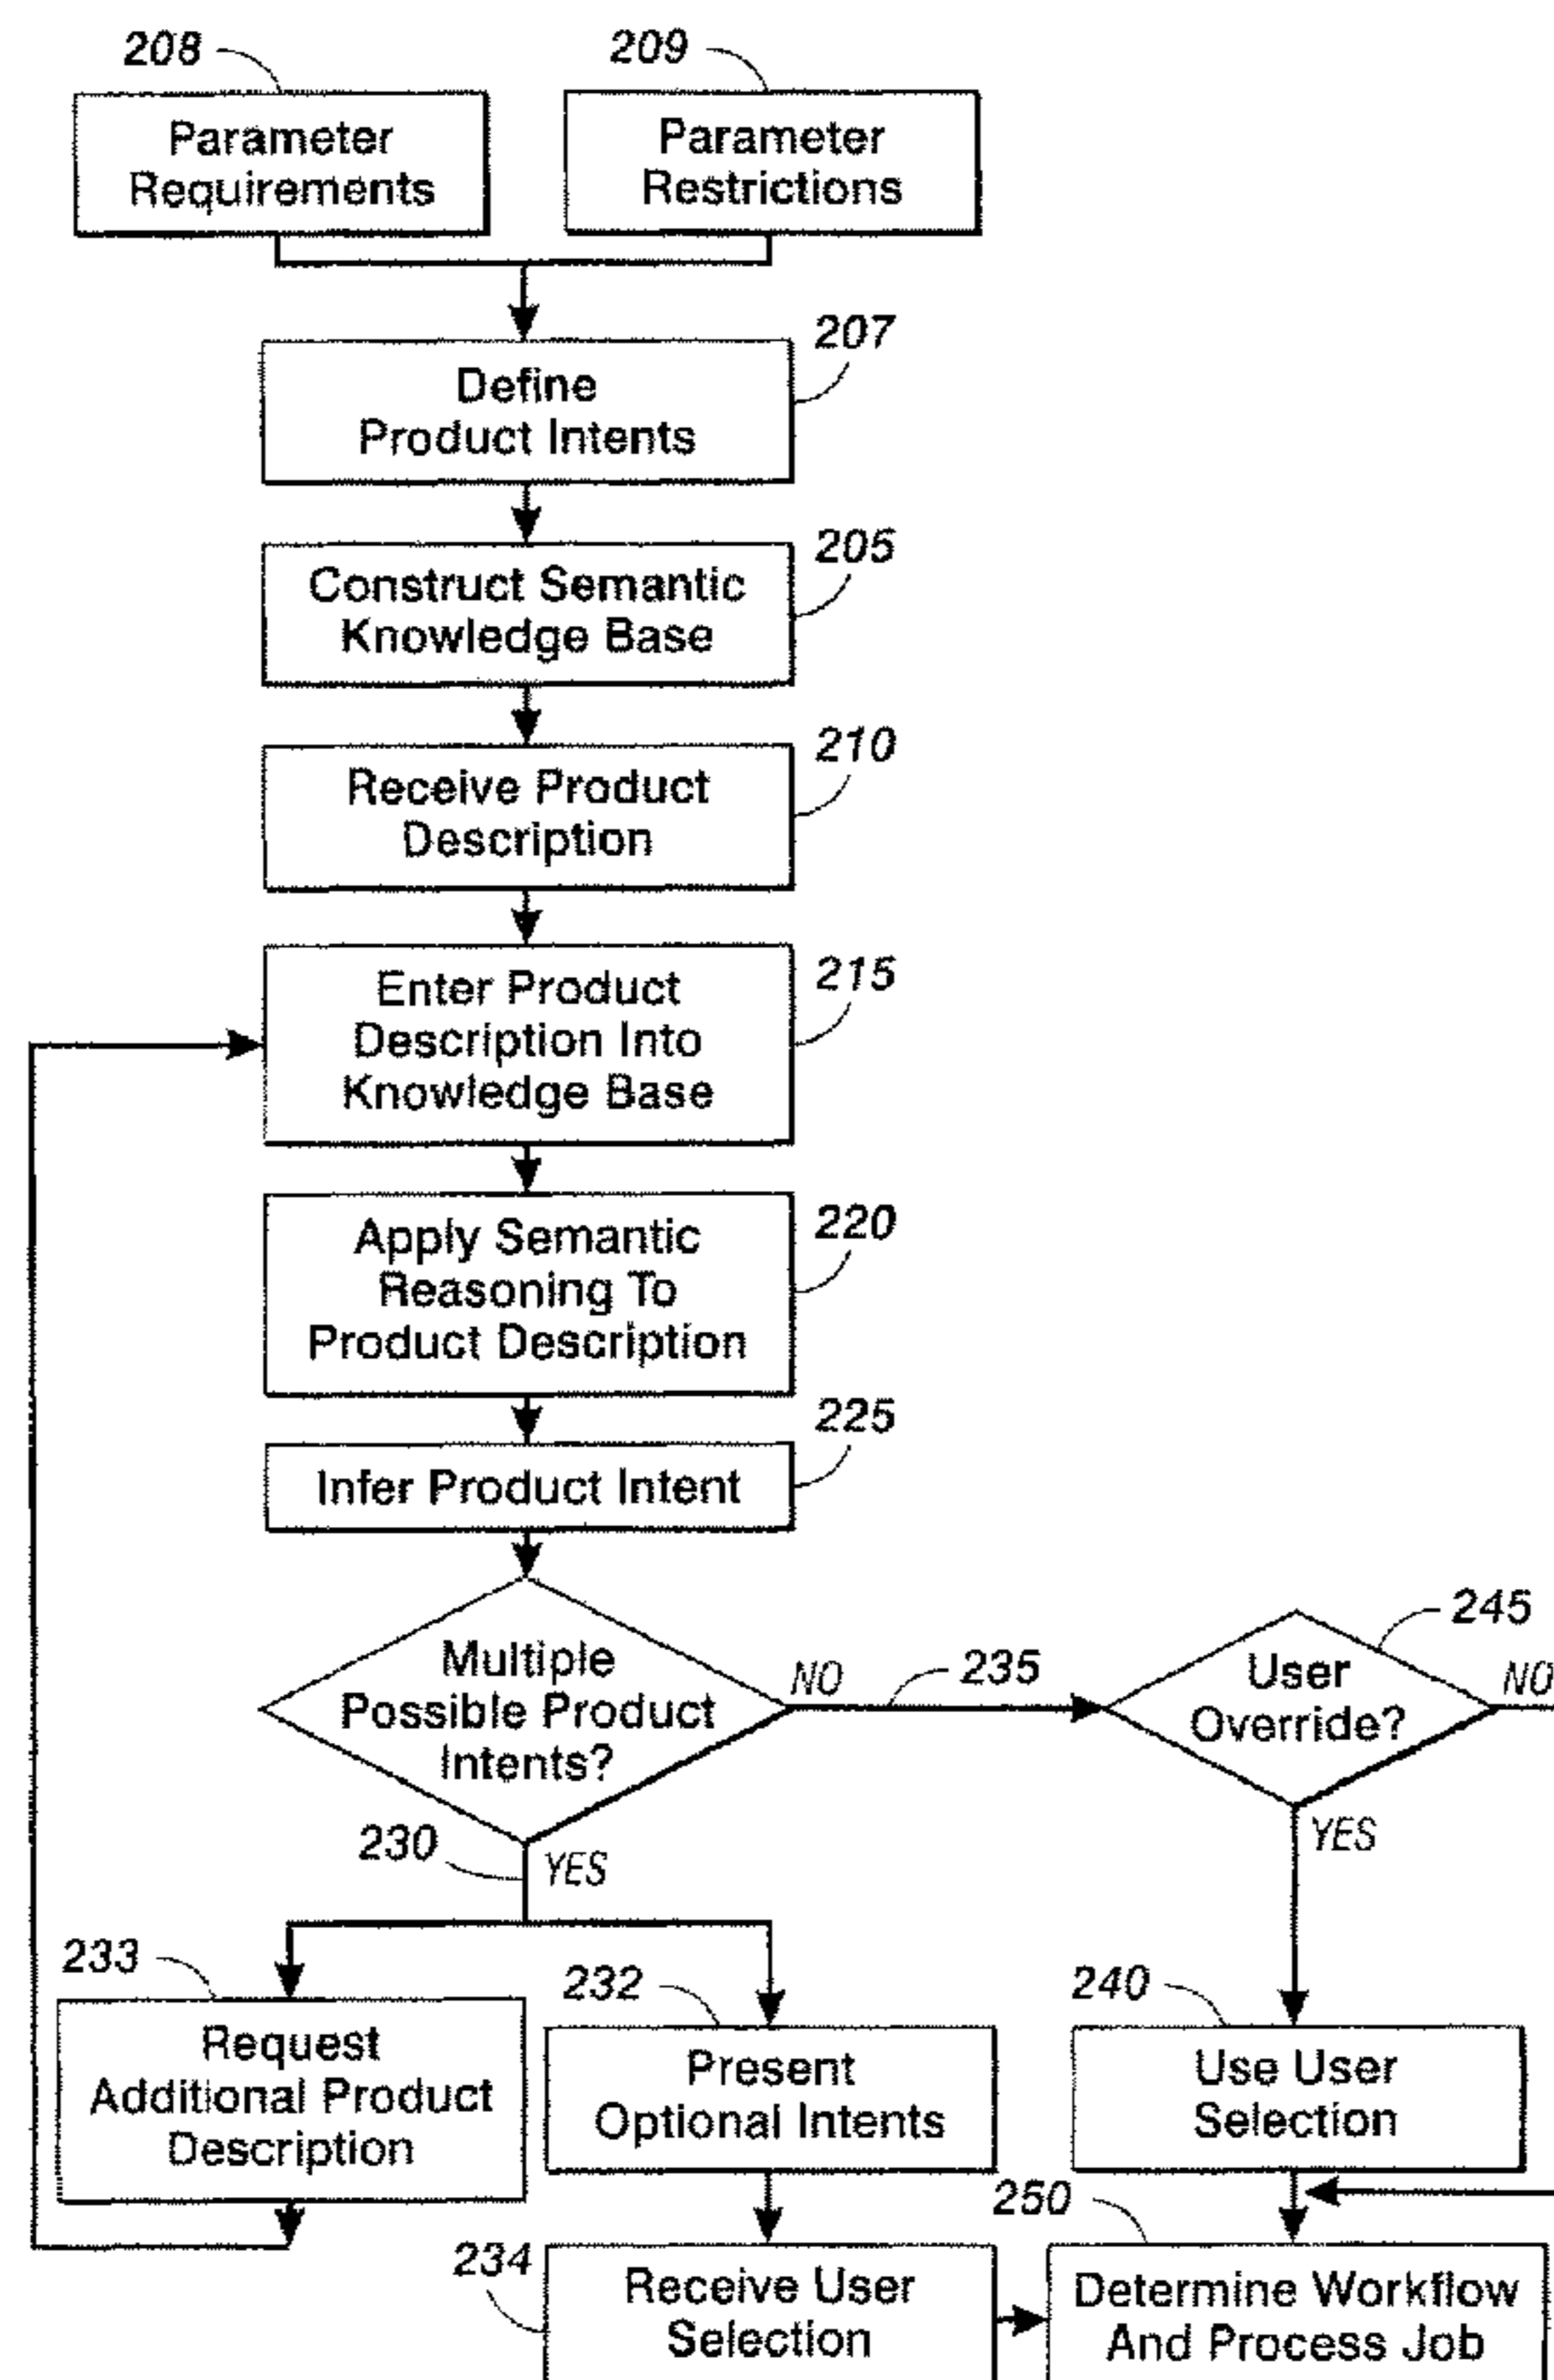 208
209
Parameter
Requirements
Parameter
Restrictions
207
Define
Product Intents
205
Construct Semantic
Knowledge Base
210
Receive Product
Description
215
Enter Product
Description Into
Knowledge Base
220
Apply Semantic
Reasoning To
Product Description
225
Infer Product Intent
245
Multiple
Possible Product
Intents?
NO
235
User
Override?
NO
230
YES
YES
233
232
240
Request
Additional Product
Description
Present
Optional Intents
Use User
Selection
250
234
Receive User
Selection
Determine Workflow
And Process Job